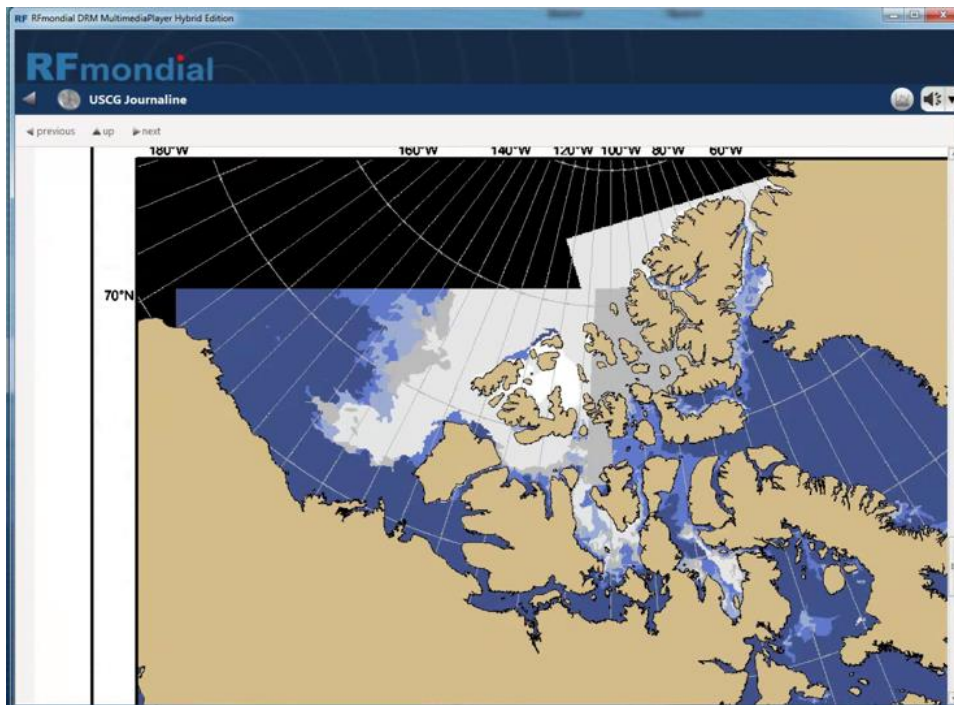 RF RFmondial DRM MultimediaPlayer Hybrid Edition
RFmondial
USCG Journaline
previous up next
180°W 160°W 140°W 120°W 100°W 80°W 60°W
70°N